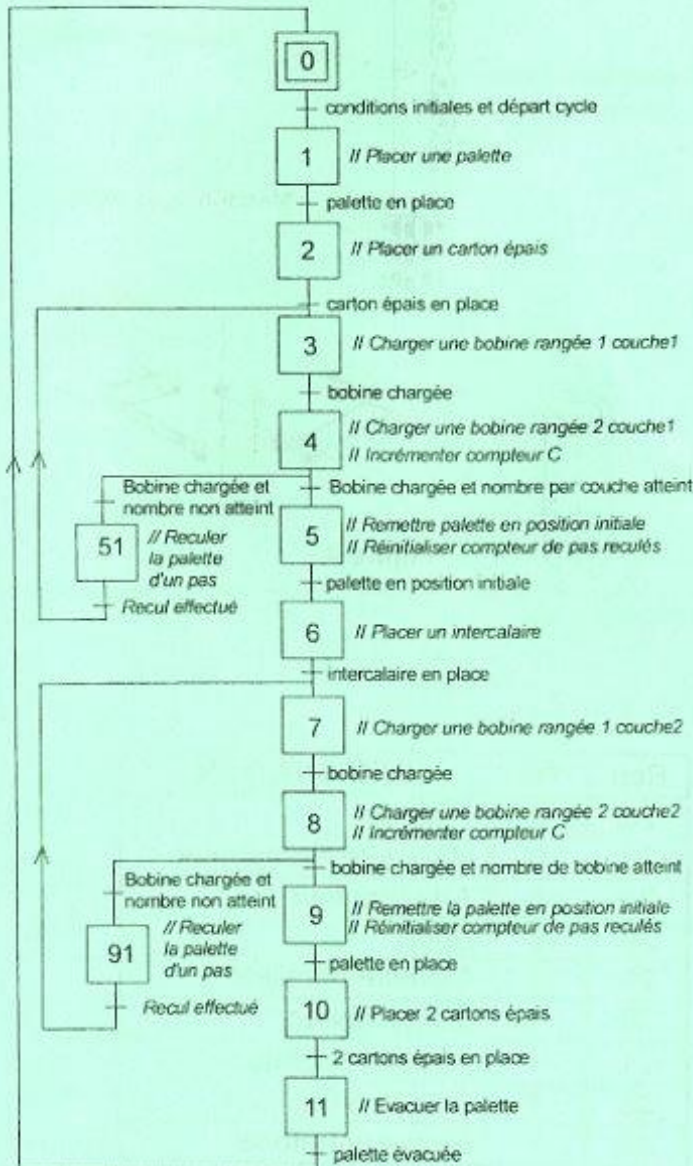 0
conditions initiales et départ cycle
1
// Placer une palette
palette en place
2
// Placer un carton épais
carton épais en place
3
// Charger une bobine rangée 1 couche1
bobine chargée
4
// Charger une bobine rangée 2 couche1
// Incrémenter compteur C
Bobine chargée et
nombre non atteint
Bobine chargée et nombre par couche atteint
51
// Reculer
la palette
d'un pas
5
// Remettre palette en position initiale
// Réinitialiser compteur de pas reculés
Recul effectué
palette en position initiale
6
// Placer un intercalaire
intercalaire en place
7
// Charger une bobine rangée 1 couche2
bobine chargée
8
// Charger une bobine rangée 2 couche2
// Incrémenter compteur C
Bobine chargée et
nombre non atteint
bobine chargée et nombre de bobine atteint
91
// Reculer
la palette
d'un pas
9
// Remettre la palette en position initiale
// Réinitialiser compteur de pas reculés
palette en place
Recul effectué
10
// Placer 2 cartons épais
2 cartons épais en place
11
// Evacuer la palette
palette évacuée